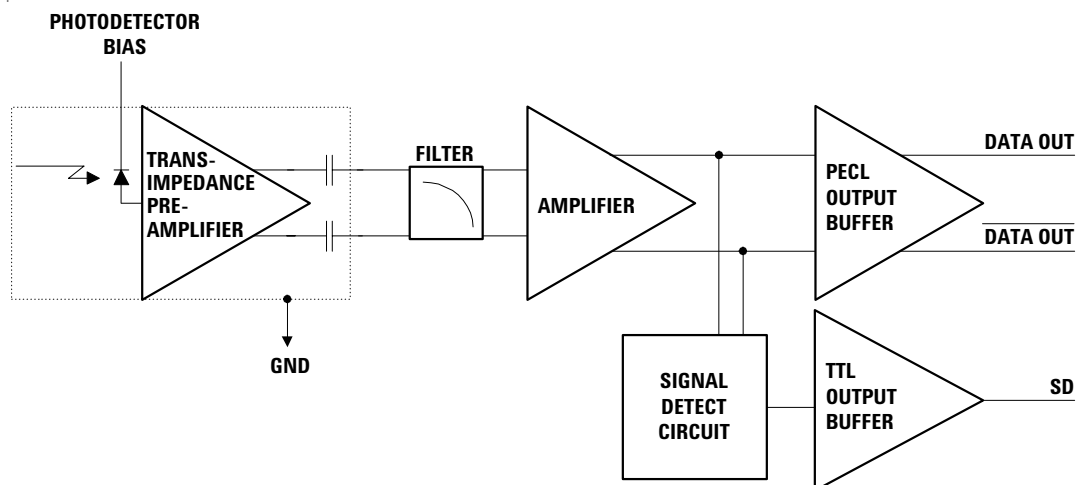 PHOTODETECTOR
BIAS
TRANS-
IMPEDANCE
PRE-
AMPLIFIER
FILTER
AMPLIFIER
PECL
OUTPUT
BUFFER
DATA OUT
DATA OUT
GND
SIGNAL
DETECT
CIRCUIT
TTL
OUTPUT
BUFFER
SD